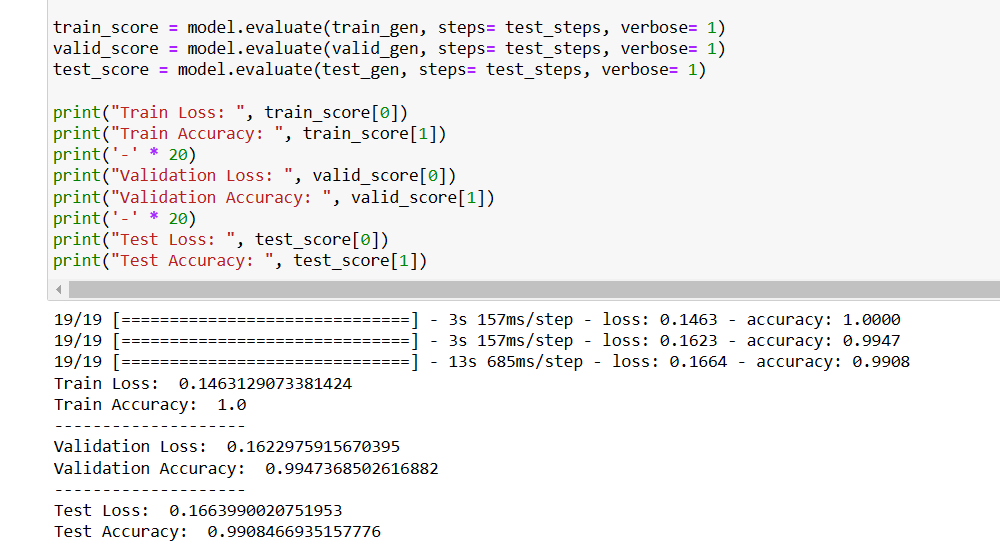 train_score = model.evaluate(train_gen, steps= test_steps, verbose= 1)
valid_score = model.evaluate(valid_gen, steps= test_steps, verbose= 1)
test_score = model.evaluate(test_gen, steps= test_steps, verbose= 1)
print("Train Loss: ", train_score[0])
print("Train Accuracy: ", train_score[1])
print('-' * 20)
print("Validation Loss: ", valid_score[0])
print("Validation Accuracy: ", valid_score[1])
print('-' * 20)
print("Test Loss: ", test_score[0])
print("Test Accuracy: ", test_score[1])
19/19 [==============================] - 3s 157ms/step - loss: 0.1463 - accuracy: 1.0000
19/19 [==============================] - 3s 157ms/step - loss: 0.1623 - accuracy: 0.9947
19/19 [==============================] - 13s 685ms/step - loss: 0.1664 - accuracy: 0.9908
Train Loss:  0.1463129073381424
Train Accuracy:  1.0
--------------------
Validation Loss:  0.1622975915670395
Validation Accuracy:  0.9947368502616882
--------------------
Test Loss:  0.1663990020751953
Test Accuracy:  0.9908466935157776